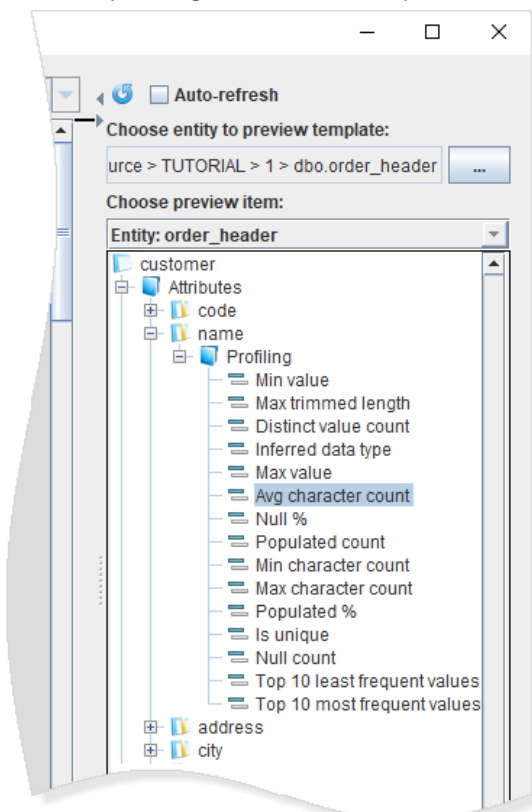 Auto-refresh
Choose entity to preview template:
urce > TUTORIAL > 1 > dbo.order_header
...
Choose preview item:
Entity: order_header
customer
Attributes
code
name
Profiling
Min value
Max trimmed length
Distinct value count
Inferred data type
Max value
Avg character count
Null %
Populated count
Min character count
Max character count
Populated %
Is unique
Null count
Top 10 least frequent values
Top 10 most frequent values
address
city